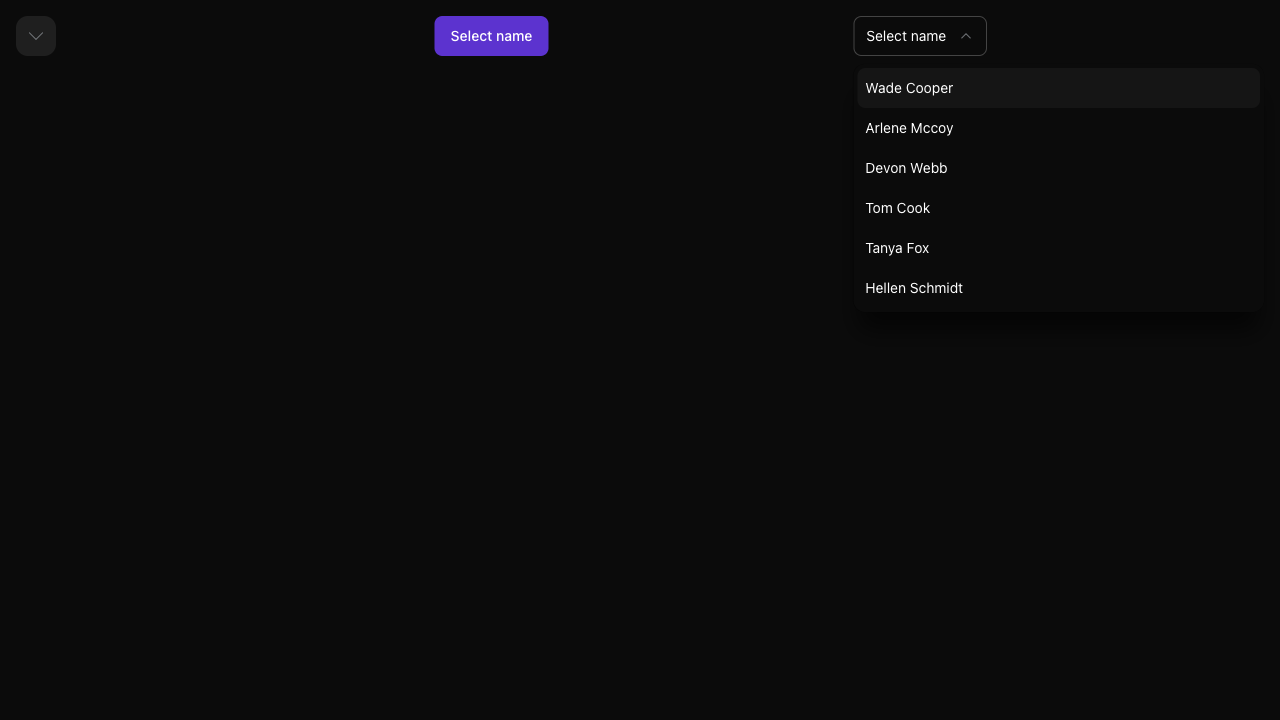 Select name
Select name
Wade Cooper
Arlene Mccoy
Devon Webb
Tom Cook
Tanya Fox
Hellen Schmidt